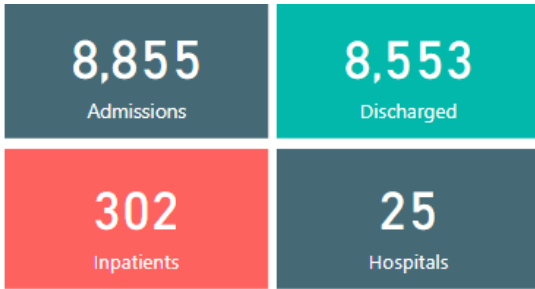 8,855
Admissions
8,553
Discharged
302
Inpatients
25
Hospitals